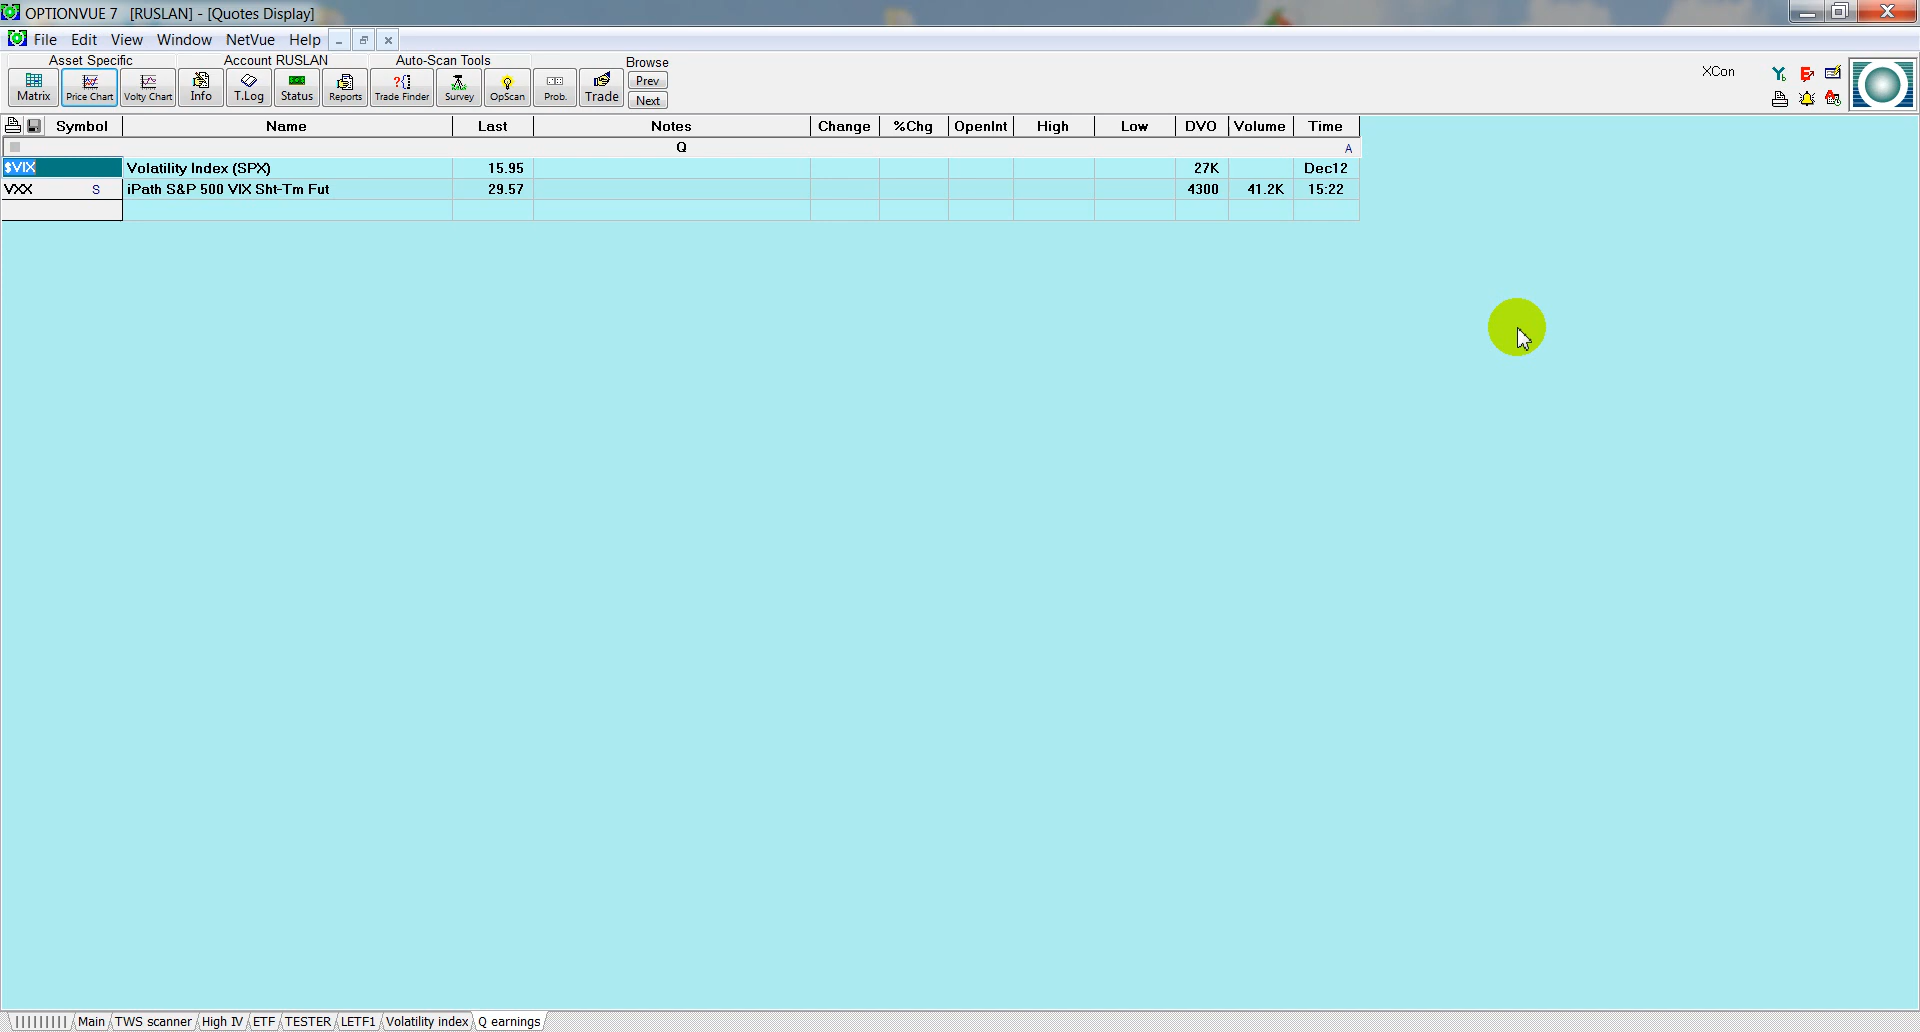 OPTIONVUE 7 [RUSLAN] - [Quotes Display]
File Edit View Window NetVue Help
Asset Specific Account RUSLAN Auto-Scan Tools Browse
Matrix Price Chart Volty Chart Info T.Log Status Reports Trade Finder Survey OpScan Prob. Trade Prev
Next
XCon
Symbol Name Last Notes Change %Chg OpenInt High Low DVO Volume Time
Q A
$VIX Volatility Index (SPX) 15.95 27K Dec12
VXX S iPath S&P 500 VIX Sht-Tm Fut 29.57 4300 41.2K 15:22
Main TWS scanner High IV ETF TESTER LETF1 Volatility index Q earnings